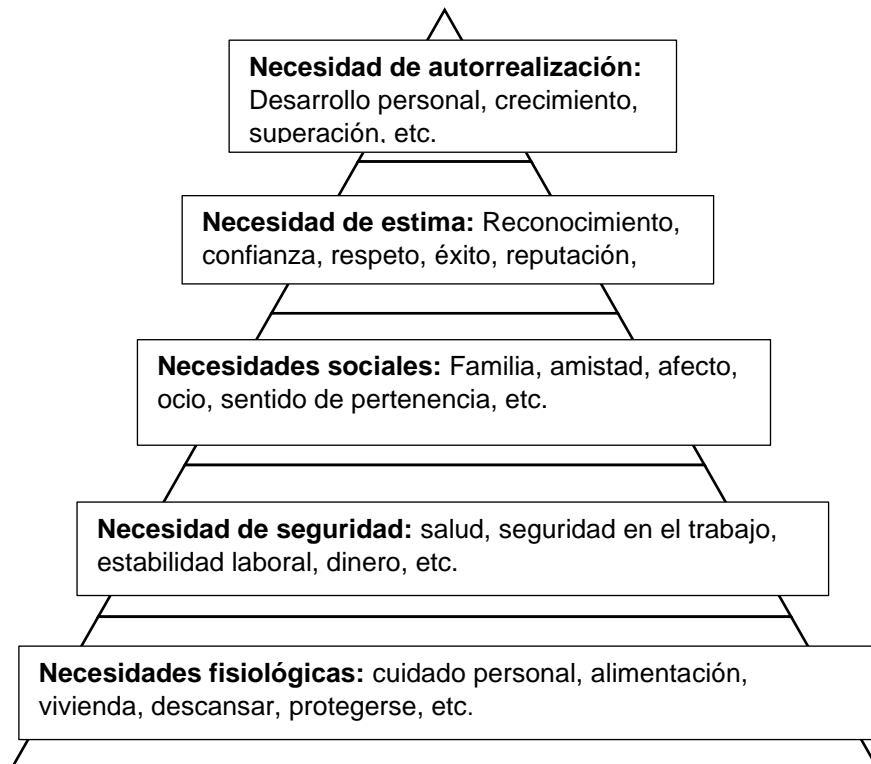 Necesidad de autorrealización:
Desarrollo personal, crecimiento,
superación, etc.
Necesidad de estima: Reconocimiento,
confianza, respeto, éxito, reputación,
Necesidades sociales: Familia, amistad, afecto,
ocio, sentido de pertenencia, etc.
Necesidad de seguridad: salud, seguridad en el trabajo,
estabilidad laboral, dinero, etc.
Necesidades fisiológicas: cuidado personal, alimentación,
vivienda, descansar, protegerse, etc.